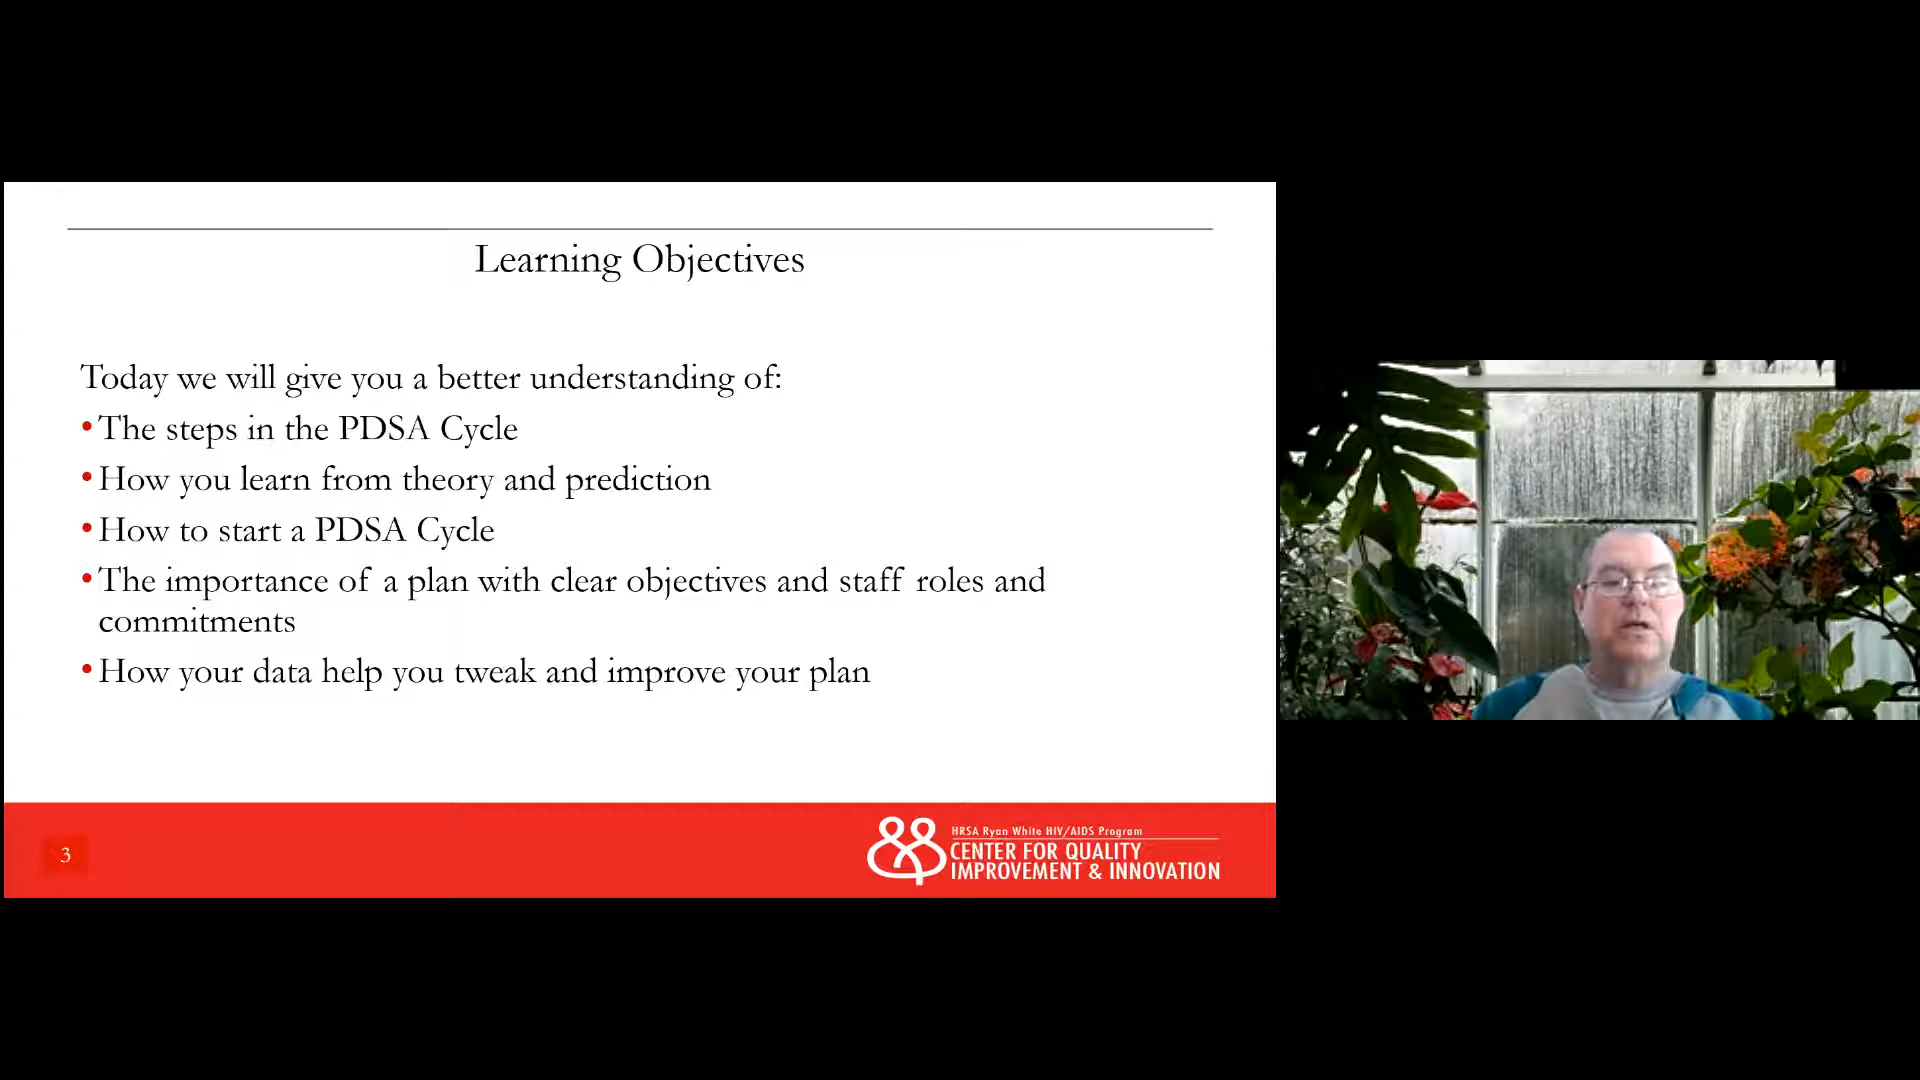 Learning Objectives
Today we will give you a better understanding of:
•The steps in the PDSA Cycle
•How you learn from theory and prediction
•How to start a PDSA Cycle
•The importance of a plan with clear objectives and staff roles and
commitments
•How your data help you tweak and improve your plan
3
HRSA Ryan White HIV/AIDS Program
CENTER FOR QUALITY
IMPROVEMENT & INNOVATION